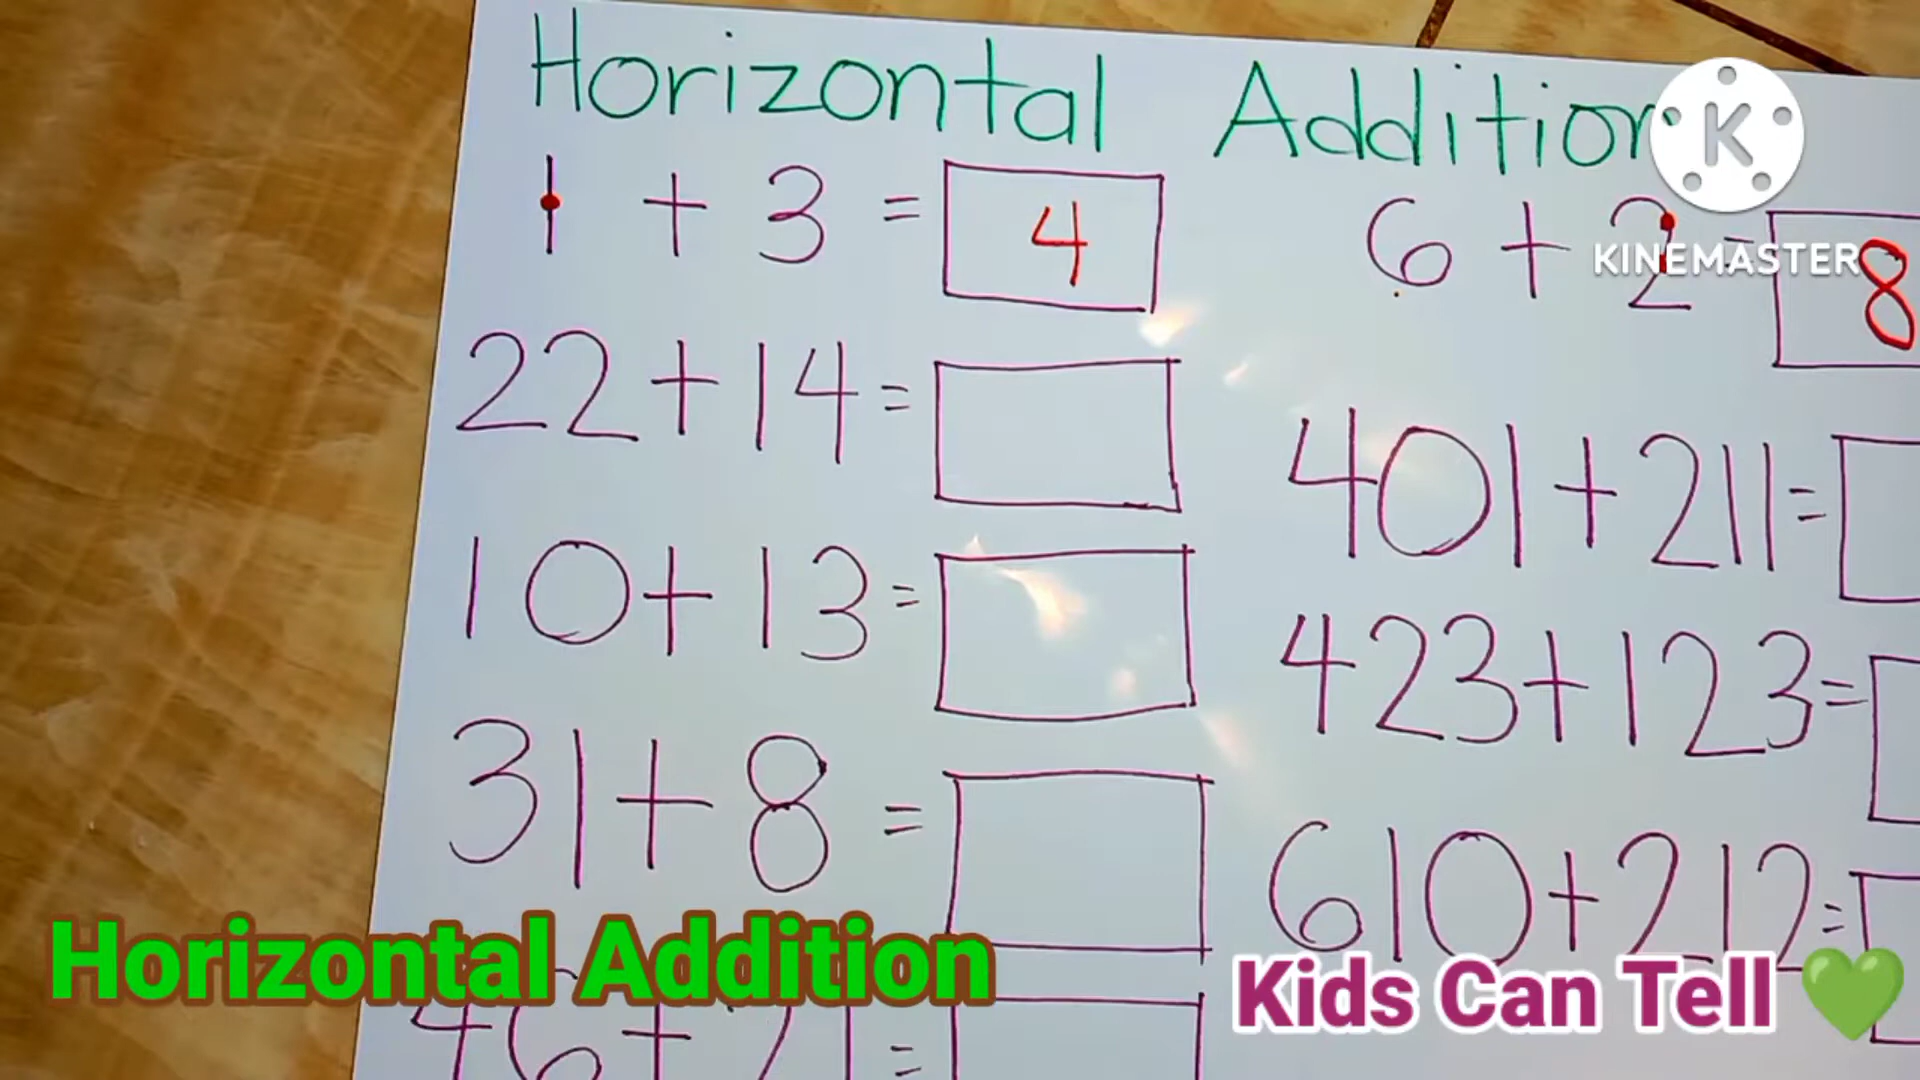 Horizontal Addition
1 + 3 = 4
6 + 2 = 8
KINEMASTER
22+14=
401+211=
10+13=
423+123=
31+8 =
610+212=
Horizontal Addition
Kids Can Tell 💚